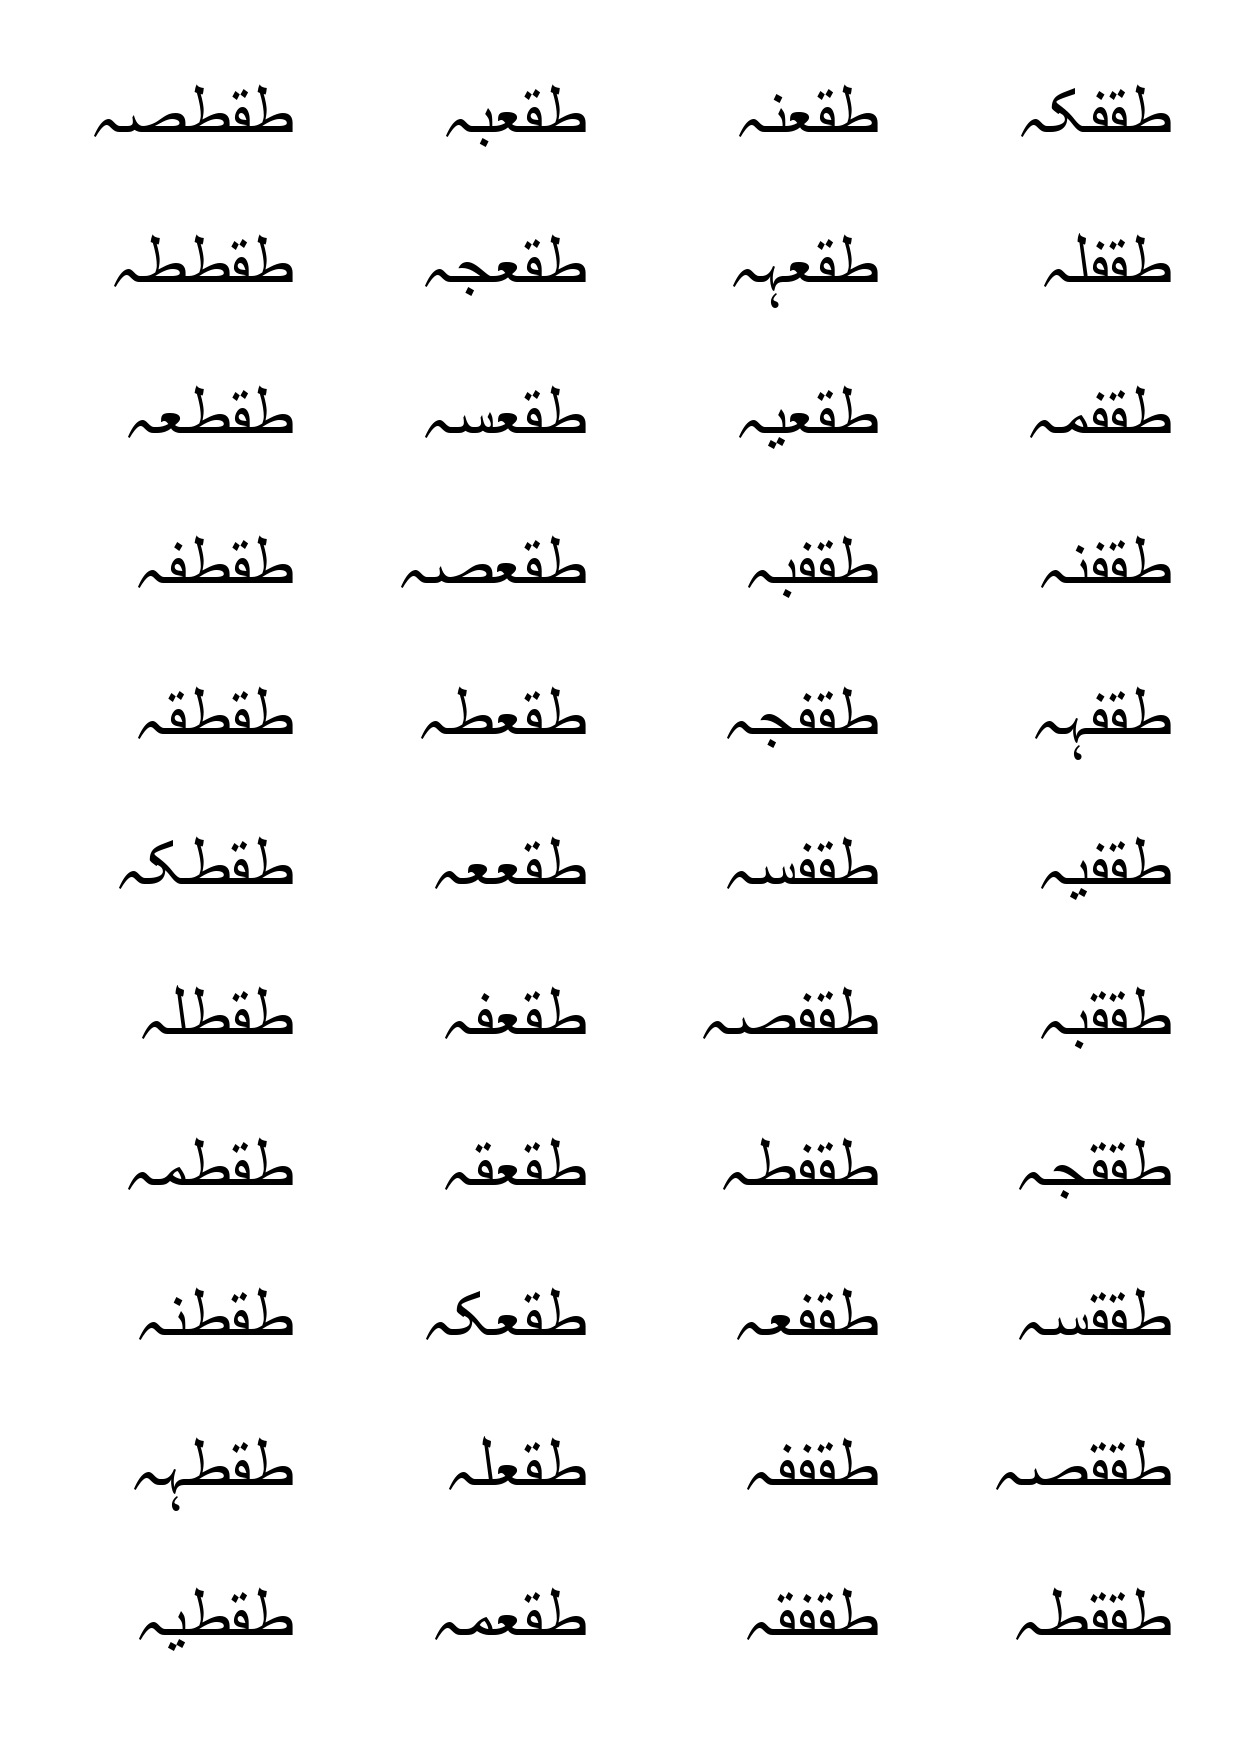 طقفکہ طقعنہ طقعبہ طقطصہ
طقفلہ طقعہہ طقعجہ طقططہ
طقفمہ طقعیہ طقعسہ طقطعہ
طقفنہ طقفبہ طقعصہ طقطفہ
طقفہہ طقفجہ طقعطہ طقطقہ
طقفیہ طقفسہ طقععہ طقطکہ
طققبہ طقفصہ طقعفہ طقطلہ
طققجہ طقفطہ طقعقہ طقطمہ
طققسہ طقفعہ طقعکہ طقطنہ
طققصہ طقففہ طقعلہ طقطہہ
طققطہ طقفقہ طقعمہ طقطیہ